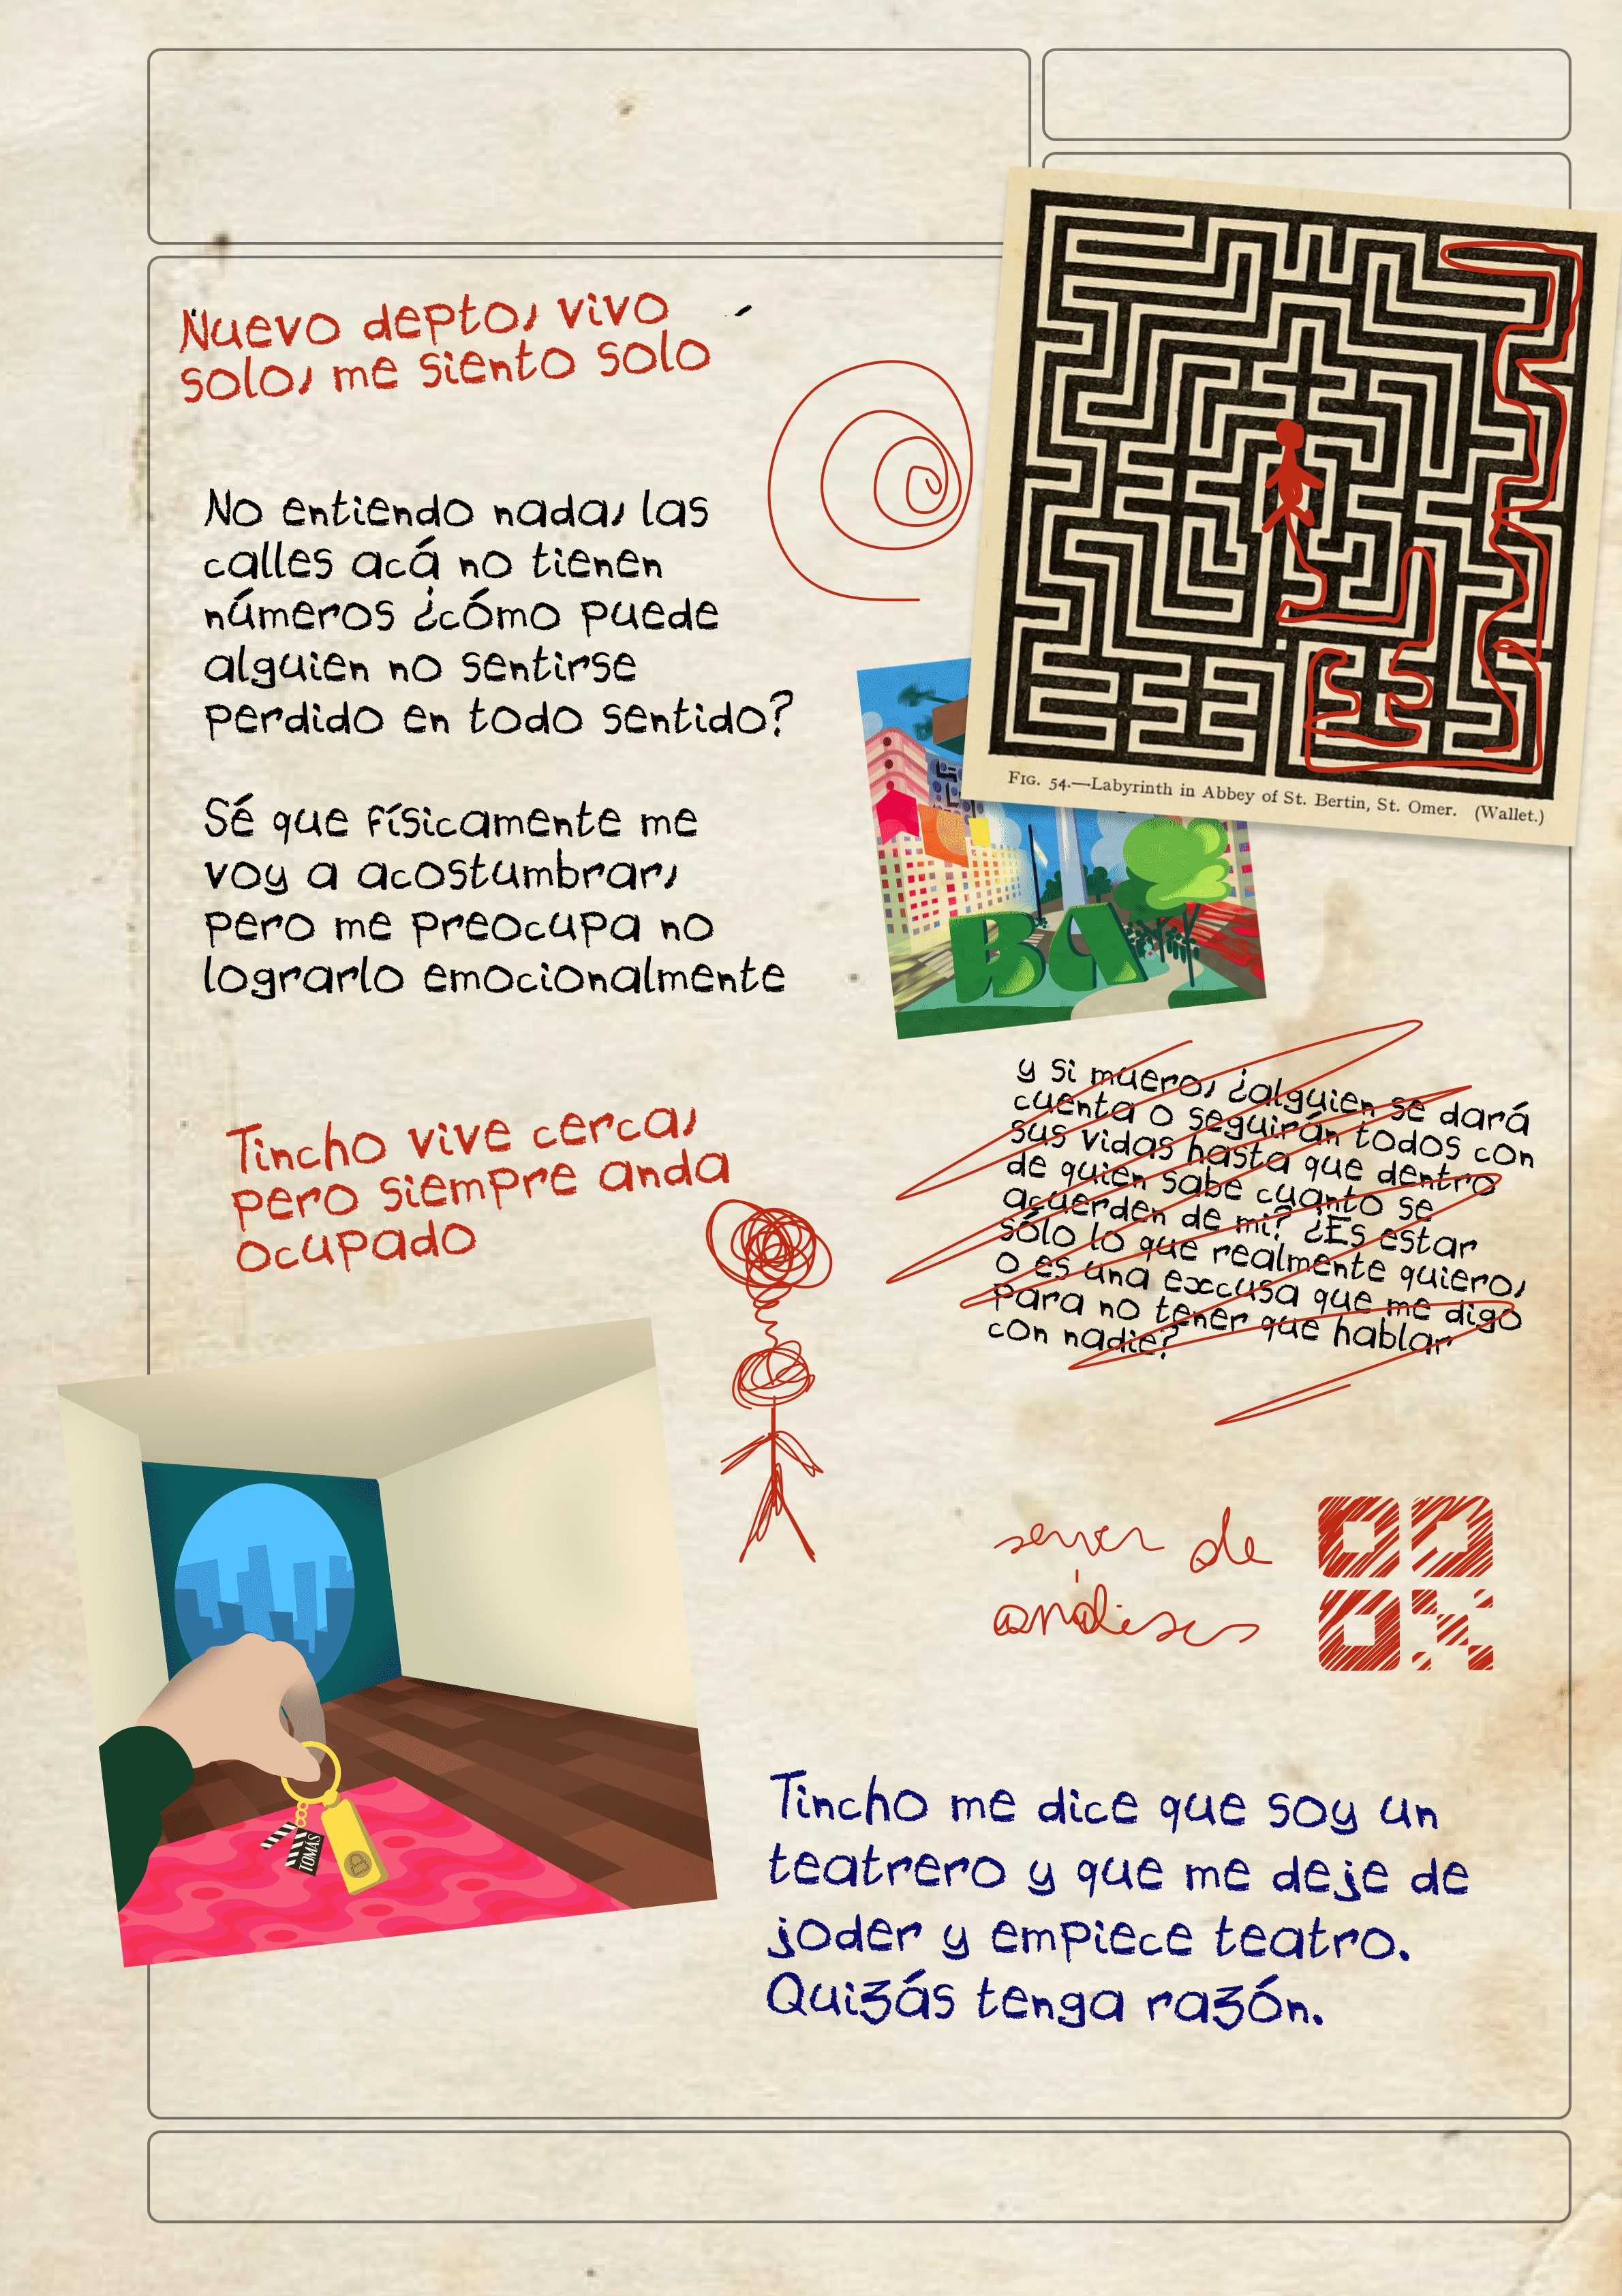 Nuevo depto, vivo
solo, me siento solo
No entiendo nada, las
calles acá no tienen
números ¿cómo puede
alguien no sentirse
perdido en todo sentido?
Sé que físicamente me
voy a acostumbrar,
pero me preocupa no
lograrlo emocionalmente
FIG. 54.—Labyrinth in Abbey of St. Bertin, St. Omer. (Wallet.)
BA
Tincho vive cerca,
pero siempre anda
ocupado
y si muero, ¿alguien se dará
cuenta o seguirán todos con
sus vidas hasta que dentro
de quien sabe cuanto se
acuerden de mi? ¿Es estar
sólo lo que realmente quiero,
o es una excusa que me digo
para no tener que hablar
con nadie?
server de
análisis
TOMÁS
Tincho me dice que soy un
teatrero y que me deje de
joder y empiece teatro.
Quizás tenga razón.